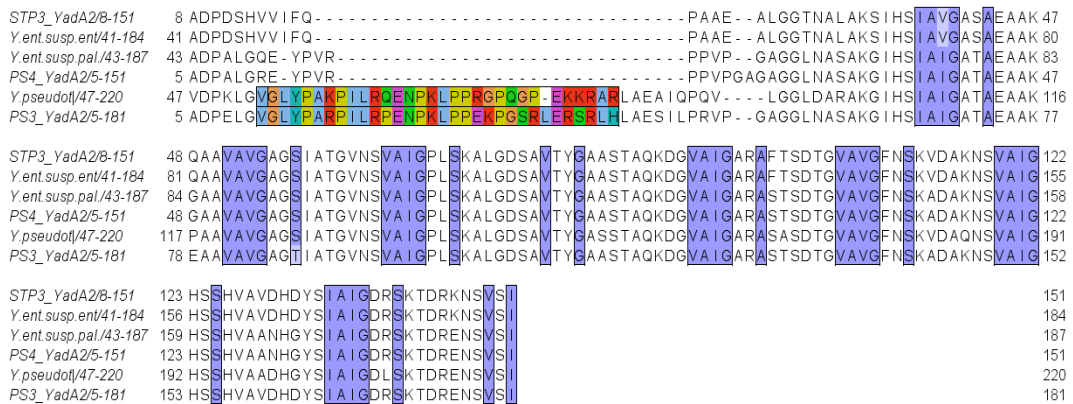 STP3_YadA2/8-151 8 ADPDSHVVIFQ--------------------------------PAAE--ALGGTNALAKSIHSIAVGASAEAAK 47
Y.ent.susp.ent/41-184 41 ADPDSHVVIFQ--------------------------------PAAE--ALGGTNALAKSIHSIAVGASAEAAK 80
Y.ent.susp.pal./43-187 43 ADPALGQE-YPVR------------------------------PPVP--GAGGLNASAKGIHSIAIGATAEAAK 83
PS4_YadA2/5-151 5 ADPALGRE-YPVR------------------------------PPVPGAGAGGLNASAKGIHSIAIGATAEAAK 47
Y.pseudot|/47-220 47 VDPKLGVGLYPAKPILRQENPKLPPRGPQGP-EKKRARLAEAIQPQV---LGGLDARAKGIHSIAIGATAEAAK 116
PS3_YadA2/5-181 5 ADPELGVGLYPARPILRPENPKLPPEKPGSRLERSRLHLAESILPRVP-GAGGLNASAKGIHSIAIGATAEAAK 77
STP3_YadA2/8-151 48 QAAVAVGAGSIATGVNSVAIGPLSKALGDSAVTYGAASTAQKDGVAIGARAFTSDTGVAVGFNSKVDAKNSVAIG 122
Y.ent.susp.ent/41-184 81 QAAVAVGAGSIATGVNSVAIGPLSKALGDSAVTYGAASTAQKDGVAIGARAFTSDTGVAVGFNSKVDAKNSVAIG 155
Y.ent.susp.pal./43-187 84 GAAVAVGAGSIATGVNSVAIGPLSKALGDSAVTYGASSTAQKDGVAIGARASTSDTGVAVGFNSKADAKNSVAIG 158
PS4_YadA2/5-151 48 GAAVAVGAGSIATGVNSVAIGPLSKALGDSAVTYGAASTAQKDGVAIGARASTSDTGVAVGFNSKVDAKNSVAIG 122
Y.pseudot|/47-220 117 PAAVAVGAGSIATGVNSVAIGPLSKALGDSAVTYGASSTAQKDGVAIGARASASDTGVAVGFNSKVDAQNSVAIG 191
PS3_YadA2/5-181 78 EAAVAVGAGTIATGVNSVAIGPLSKALGDSAVTYGAASTAQKDGVAIGARASTSDTGVAVGFNSKADAKNSVAIG 152
STP3_YadA2/8-151 123 HSSHVAVDHDYSIAIGDRSKTDRKNSVSI 151
Y.ent.susp.ent/41-184 156 HSSHVAVDHDYSIAIGDRSKTDRKNSVSI 184
Y.ent.susp.pal./43-187 159 HSSHVAANHGYSIAIGDRSKTDRENSVSI 187
PS4_YadA2/5-151 123 HSSHVAANHGYSIAIGDRSKTDRENSVSI 151
Y.pseudot|/47-220 192 HSSHVAADHDYSIAIGDLSKTDRENSVSI 220
PS3_YadA2/5-181 153 HSSHVAVDHDYSIAIGDRSKTDRENSVSI 181